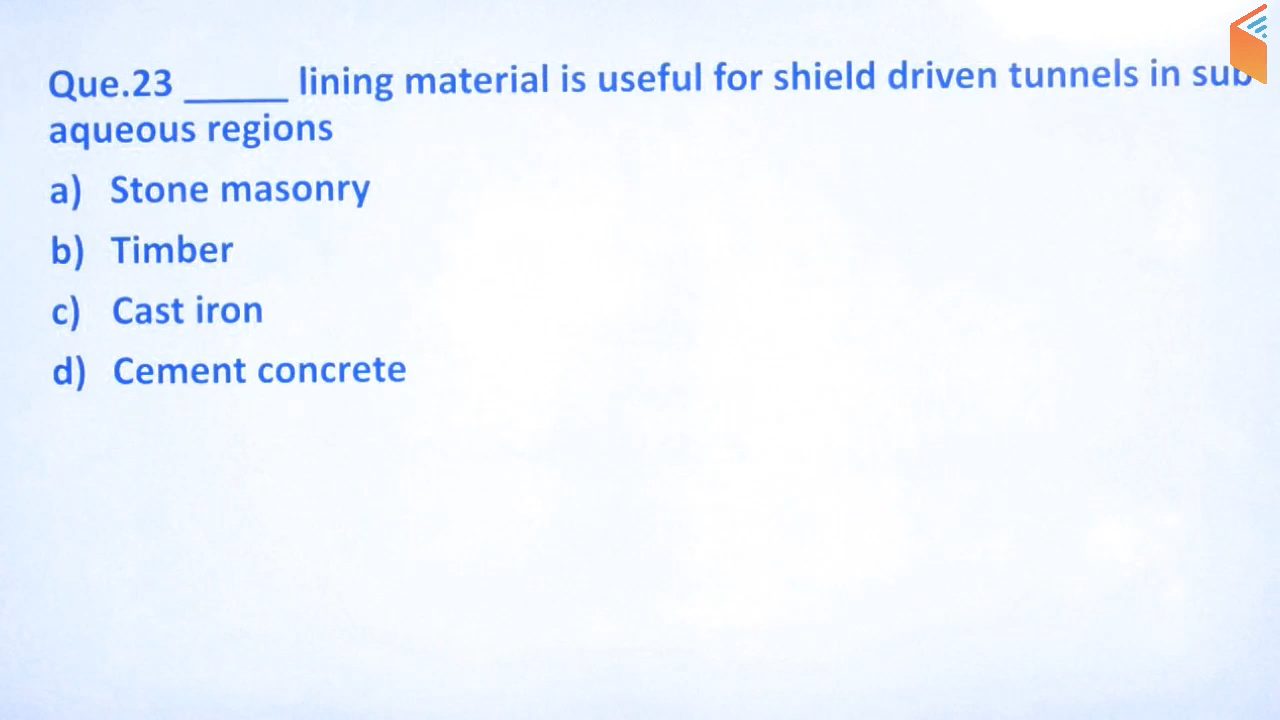 Que.23 ______ lining material is useful for shield driven tunnels in sub
aqueous regions
a) Stone masonry
b) Timber
c) Cast iron
d) Cement concrete